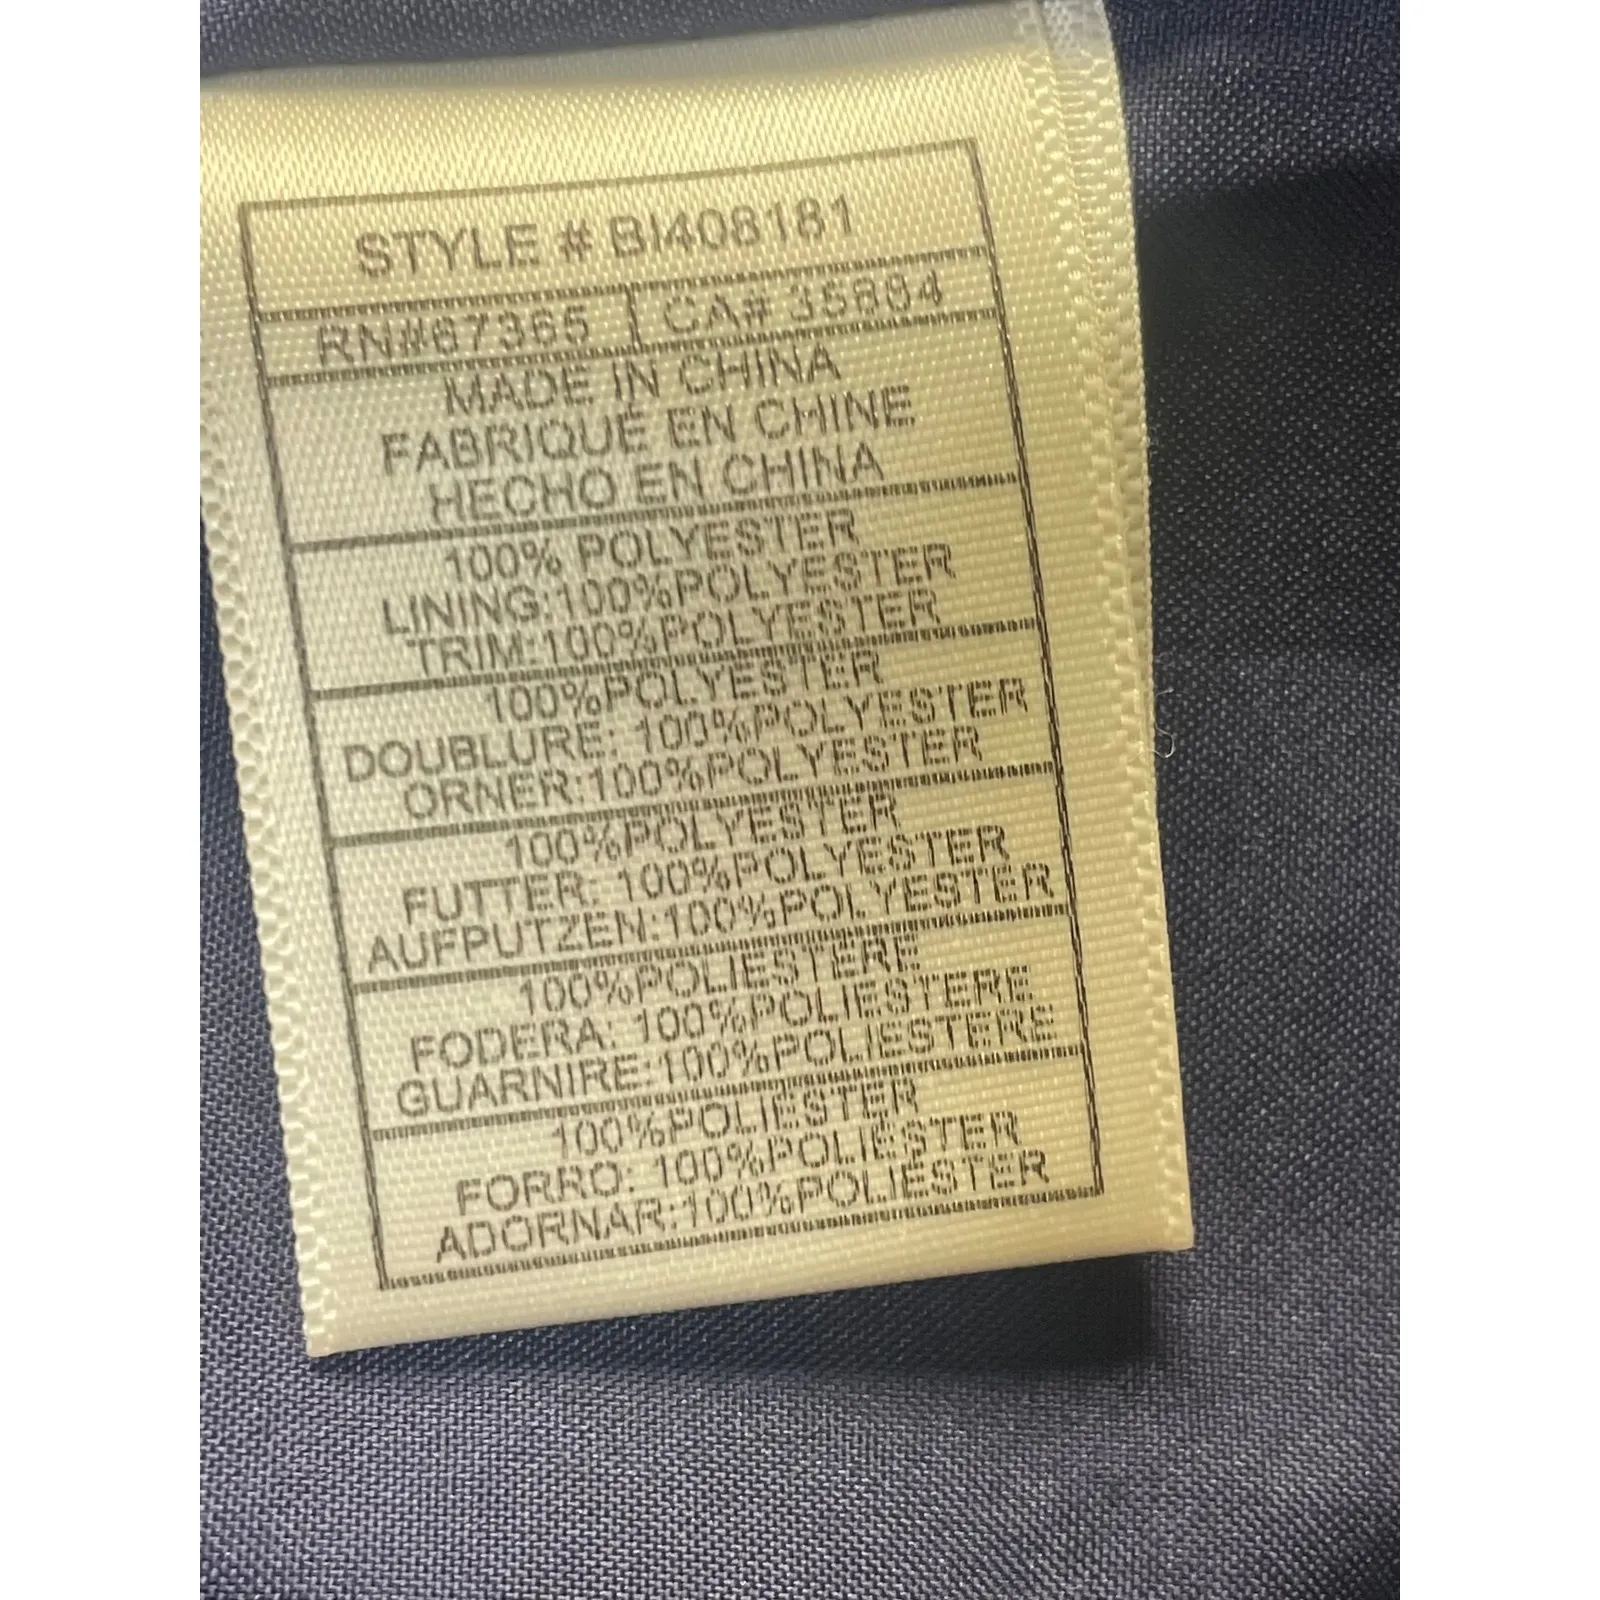 STYLE # BI408181
RN#67365 CA# 35884
MADE IN CHINA
FABRIQUÉ EN CHINE
HECHO EN CHINA
100% POLYESTER
LINING:100%POLYESTER
TRIM:100%POLYESTER
100%POLYESTER
DOUBLURE: 100%POLYESTER
ORNER:100%POLYESTER
100%POLYESTER
FUTTER: 100%POLYESTER
AUFPUTZEN:100%POLYESTER
100%POLIESTERE
FODERA: 100%POLIESTERE
GUARNIRE:100%POLIESTERE
100%POLIESTER
FORRO: 100%POLIESTER
ADORNAR:100%POLIESTER